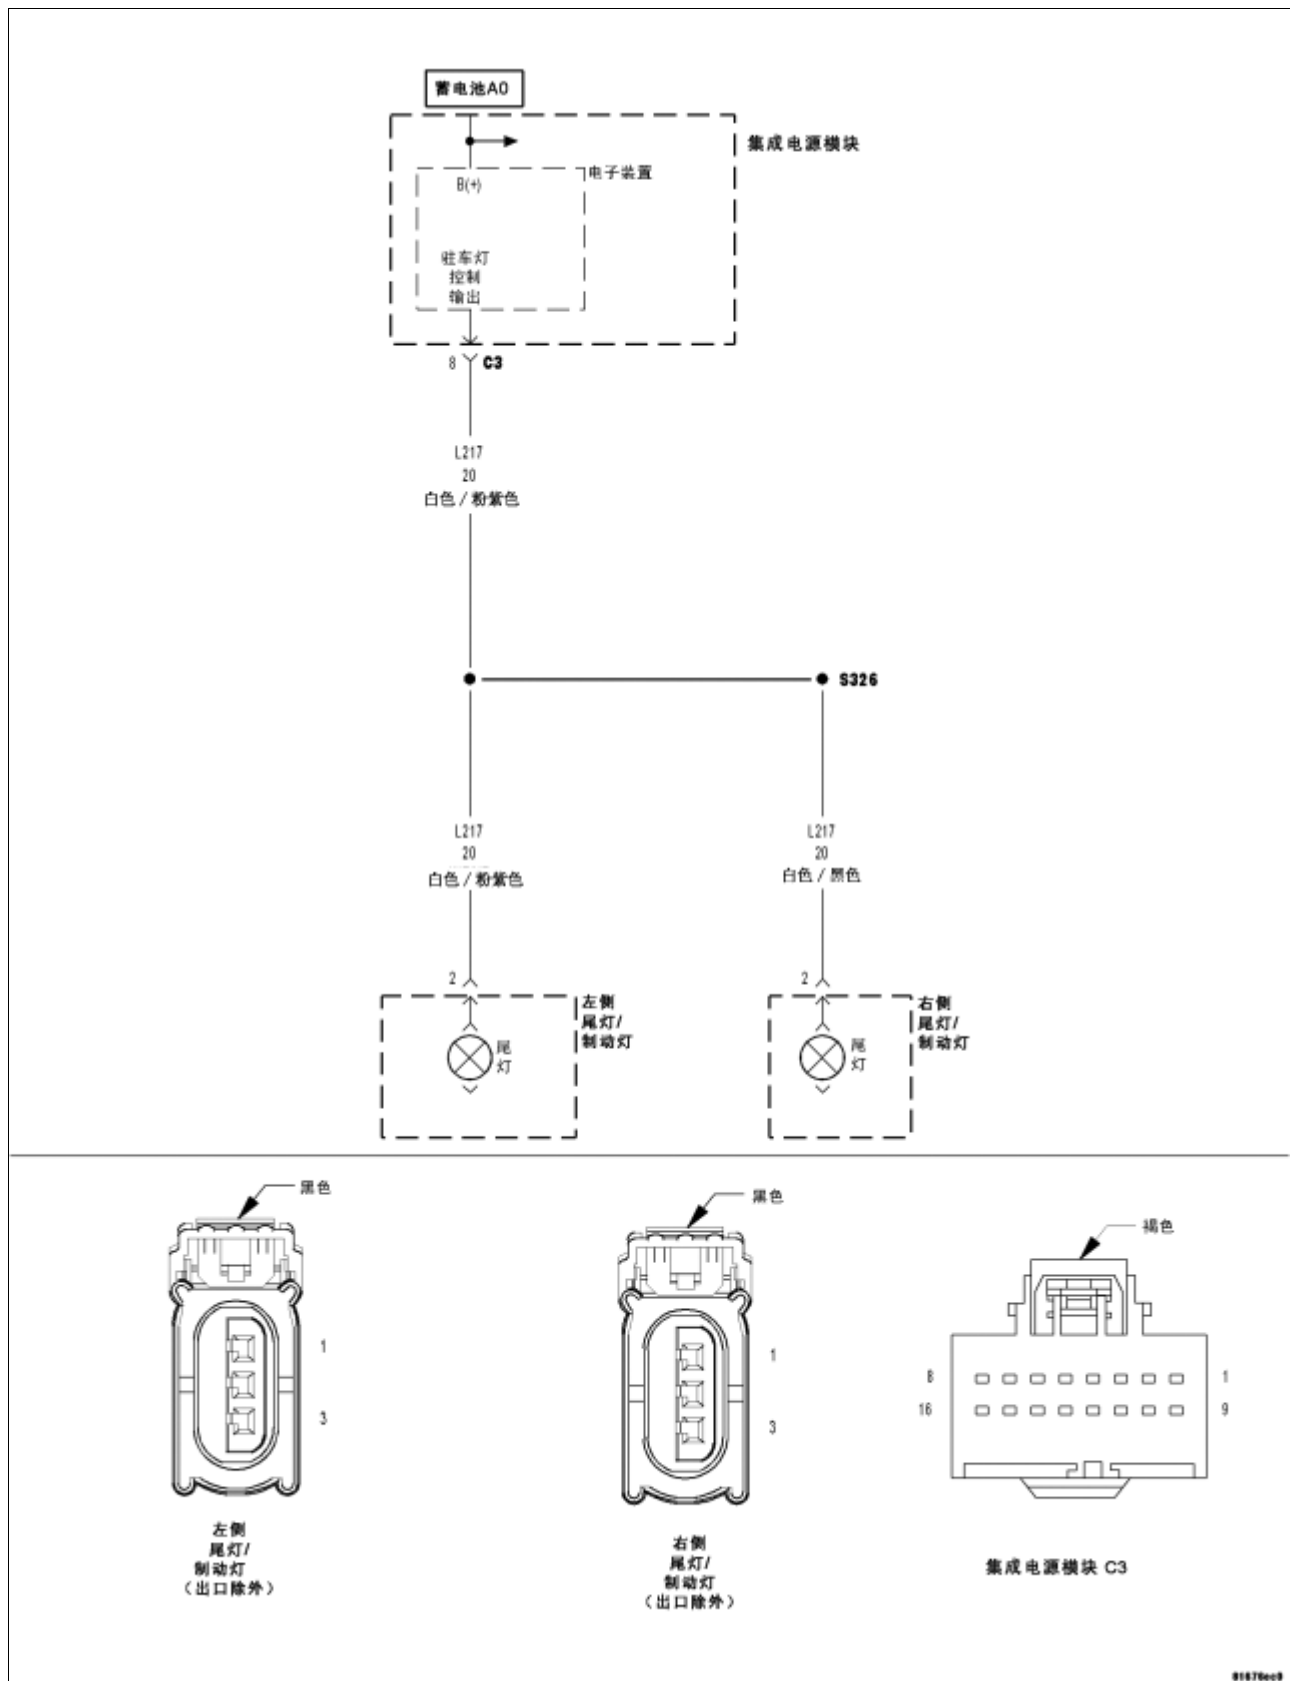 蓄电池A0
集成电源模块
电子装置
B(+)
驻车灯
控制
输出
8 C3
L217
20
白色 / 粉紫色
S326
L217
20
白色 / 粉紫色
L217
20
白色 / 黑色
2
左侧
尾灯/
制动灯
尾
灯
2
右侧
尾灯/
制动灯
尾
灯
黑色
1
3
左侧
尾灯/
制动灯
（出口除外）
黑色
1
3
右侧
尾灯/
制动灯
（出口除外）
褐色
8 1
16 9
集成电源模块 C3